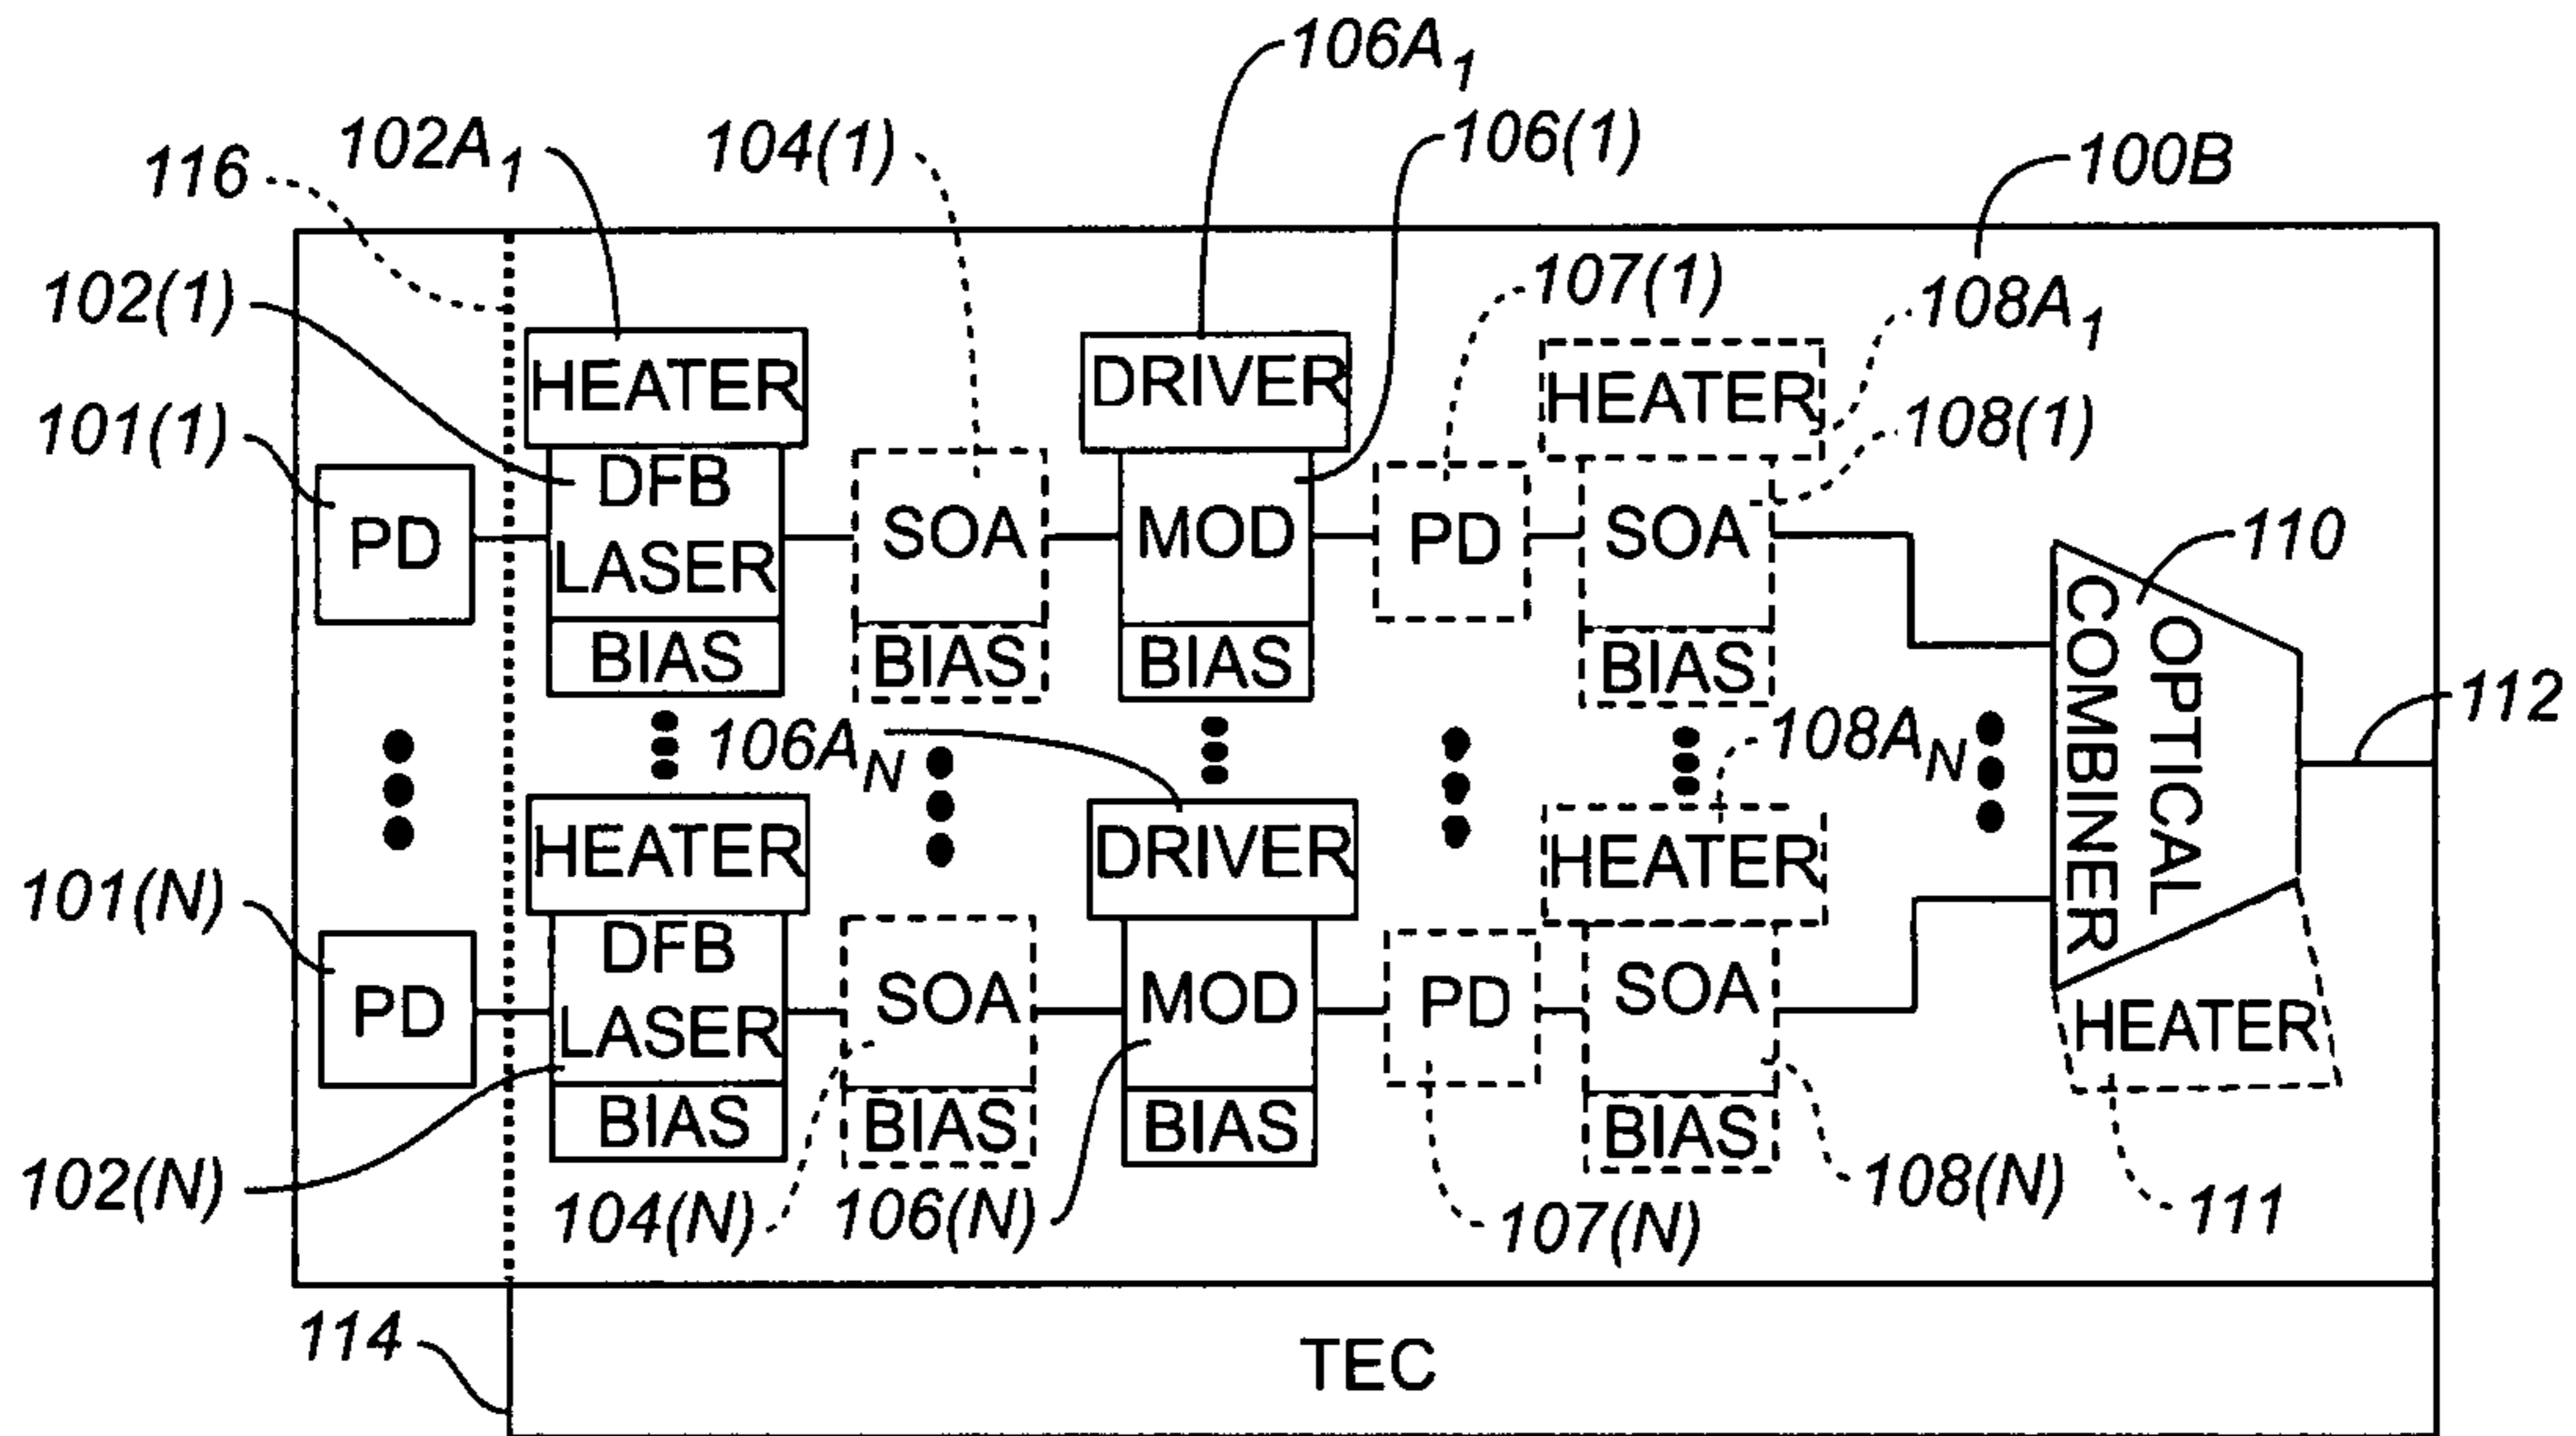 106A1
102A1
104(1)
106(1)
100B
116
102(1)
107(1)
108A1
101(1)
HEATER
DRIVER
HEATER
108(1)
PD
DFB
LASER
SOA
MOD
PD
SOA
110
BIAS
BIAS
BIAS
BIAS
OPTICAL
COMBINER
112
106AN
108AN
HEATER
DRIVER
HEATER
101(N)
PD
DFB
LASER
SOA
MOD
PD
SOA
HEATER
BIAS
BIAS
BIAS
BIAS
102(N)
104(N)
106(N)
107(N)
108(N)
111
114
TEC